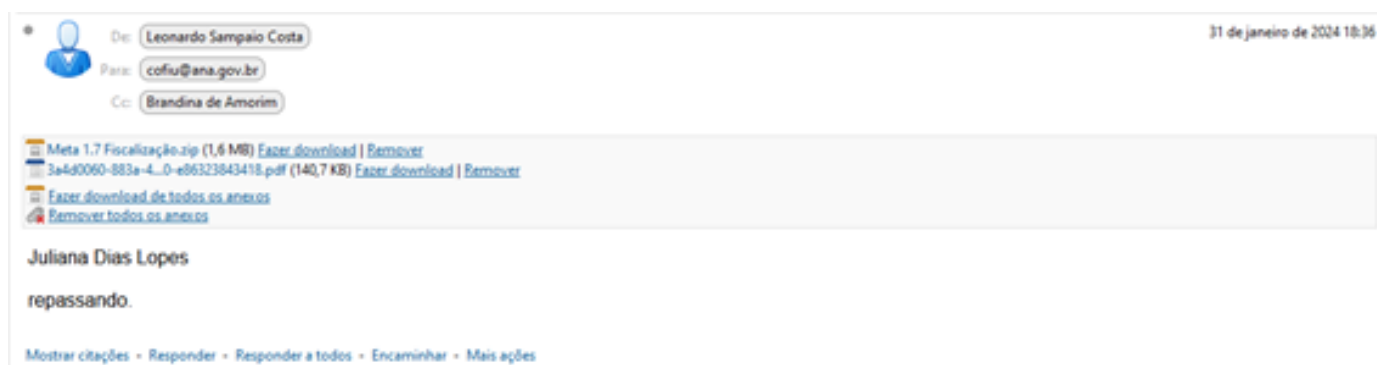 De: Leonardo Sampaio Costa
31 de janeiro de 2024 18:36
Para: cofiu@ana.gov.br
Cc: Brandina de Amorim
Meta 1.7 Fiscalização.zip (1,6 MB) Fazer download | Remover
3a4d0060-883a-4...0-e86323843418.pdf (140,7 KB) Fazer download | Remover
Fazer download de todos os anexos
Remover todos os anexos
Juliana Dias Lopes
repassando.
Mostrar citações - Responder - Responder a todos - Encaminhar - Mais ações